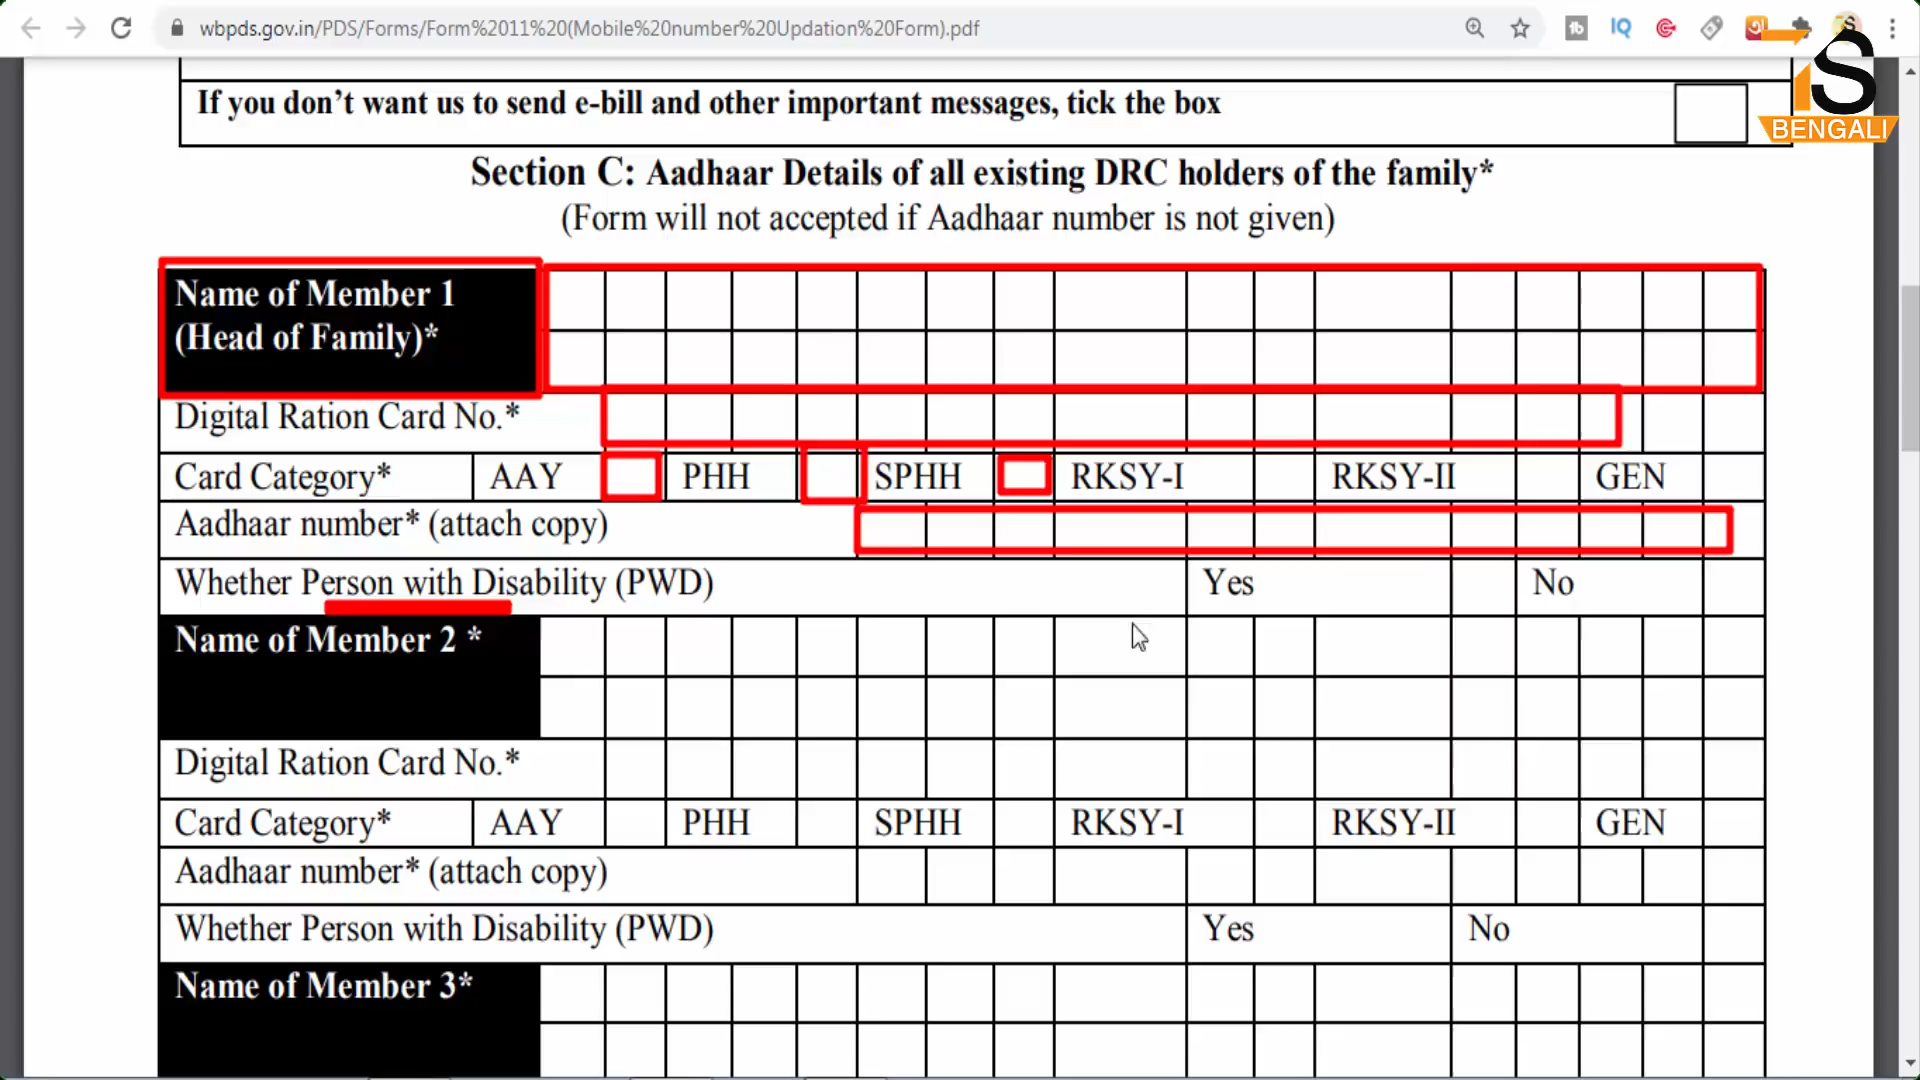 wbpds.gov.in/PDS/Forms/Form%2011%20(Mobile%20number%20Updation%20Form).pdf
If you don’t want us to send e-bill and other important messages, tick the box
S
BENGALI
Section C: Aadhaar Details of all existing DRC holders of the family*
(Form will not accepted if Aadhaar number is not given)
Name of Member 1
(Head of Family)*
Digital Ration Card No.*
Card Category* AAY PHH SPHH RKSY-I RKSY-II GEN
Aadhaar number* (attach copy)
Whether Person with Disability (PWD) Yes No
Name of Member 2 *
Digital Ration Card No.*
Card Category* AAY PHH SPHH RKSY-I RKSY-II GEN
Aadhaar number* (attach copy)
Whether Person with Disability (PWD) Yes No
Name of Member 3*